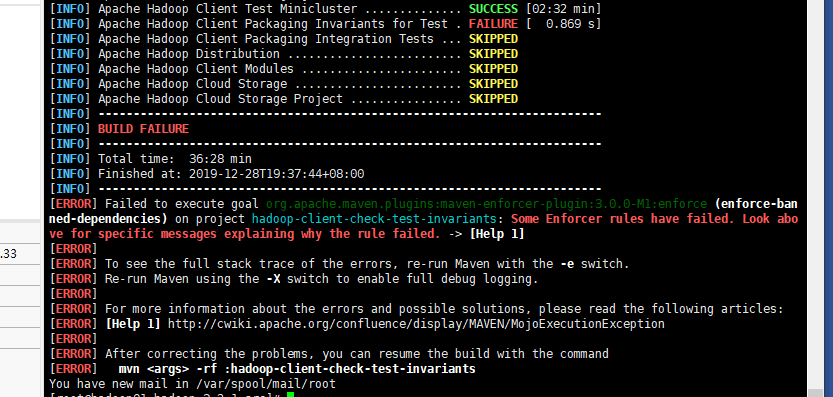 [INFO] Apache Hadoop Client Test Minicluster .............. SUCCESS [02:32 min]
[INFO] Apache Hadoop Client Packaging Invariants for Test . FAILURE [  0.869 s]
[INFO] Apache Hadoop Client Packaging Integration Tests ... SKIPPED
[INFO] Apache Hadoop Distribution ......................... SKIPPED
[INFO] Apache Hadoop Client Modules ....................... SKIPPED
[INFO] Apache Hadoop Cloud Storage ........................ SKIPPED
[INFO] Apache Hadoop Cloud Storage Project ................ SKIPPED
[INFO] ------------------------------------------------------------------------
[INFO] BUILD FAILURE
[INFO] ------------------------------------------------------------------------
[INFO] Total time:  36:28 min
[INFO] Finished at: 2019-12-28T19:37:44+08:00
[INFO] ------------------------------------------------------------------------
[ERROR] Failed to execute goal org.apache.maven.plugins:maven-enforcer-plugin:3.0.0-M1:enforce (enforce-ban
ned-dependencies) on project hadoop-client-check-test-invariants: Some Enforcer rules have failed. Look abo
ve for specific messages explaining why the rule failed. -> [Help 1]
[ERROR]
[ERROR] To see the full stack trace of the errors, re-run Maven with the -e switch.
[ERROR] Re-run Maven using the -X switch to enable full debug logging.
[ERROR]
[ERROR] For more information about the errors and possible solutions, please read the following articles:
[ERROR] [Help 1] http://cwiki.apache.org/confluence/display/MAVEN/MojoExecutionException
[ERROR]
[ERROR] After correcting the problems, you can resume the build with the command
[ERROR]   mvn <args> -rf :hadoop-client-check-test-invariants
You have new mail in /var/spool/mail/root
.33